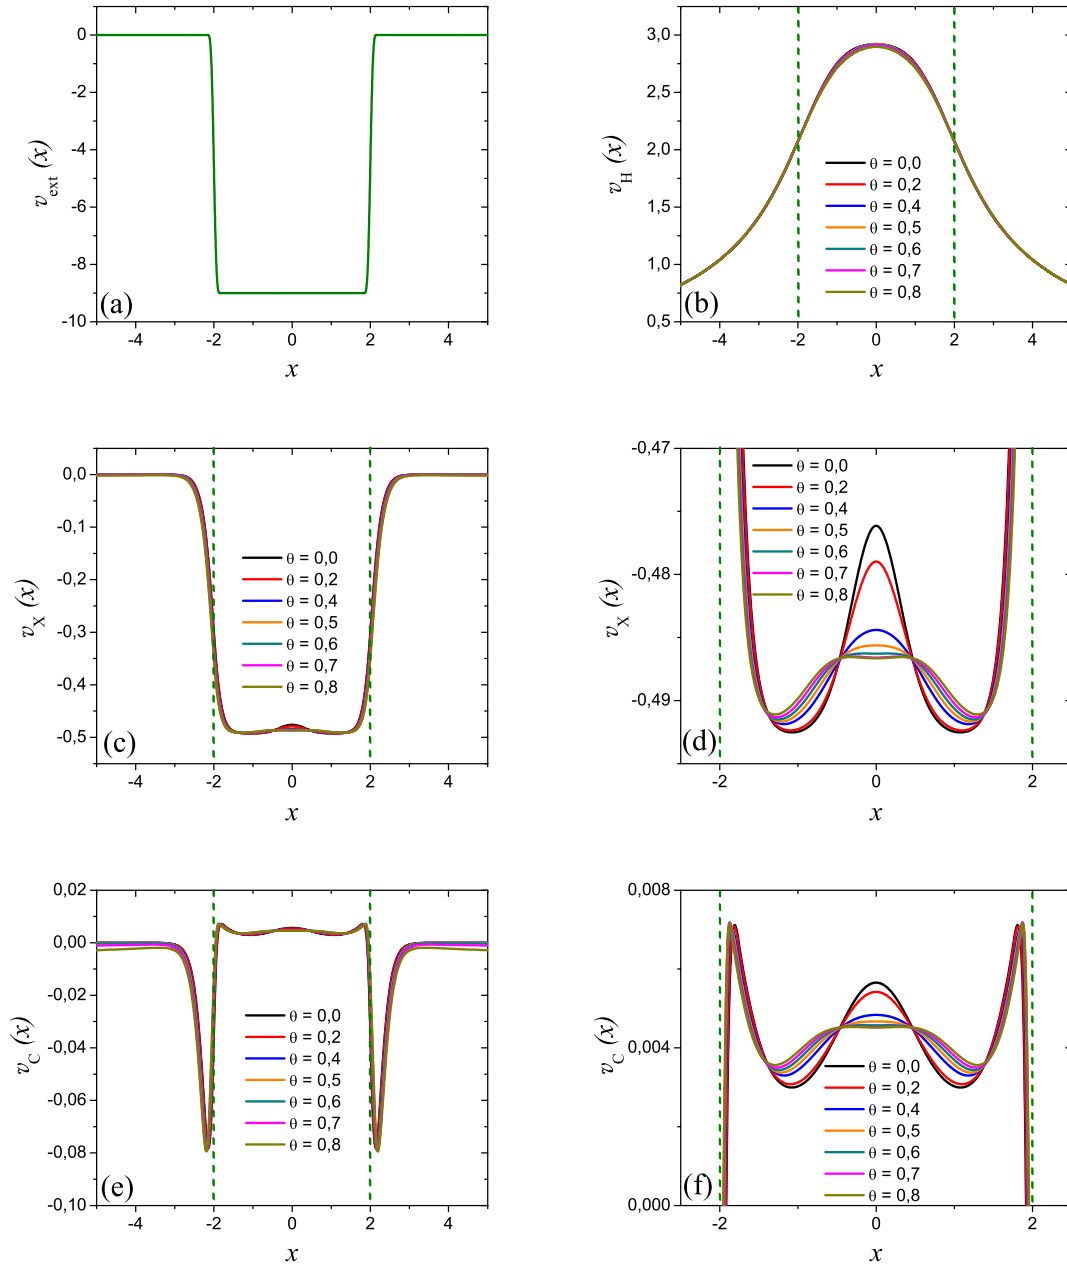 0
-2
-4
-6
-8
-10
-4
-2
0
2
4
v_ext (x)
x
(a)
3,0
2,5
2,0
1,5
1,0
0,5
-4
-2
0
2
4
v_H (x)
x
(b)
θ = 0,0
θ = 0,2
θ = 0,4
θ = 0,5
θ = 0,6
θ = 0,7
θ = 0,8
0,0
-0,1
-0,2
-0,3
-0,4
-0,5
-4
-2
0
2
4
v_X (x)
x
(c)
θ = 0,0
θ = 0,2
θ = 0,4
θ = 0,5
θ = 0,6
θ = 0,7
θ = 0,8
-0,47
-0,48
-0,49
-2
-1
0
1
2
v_X (x)
x
(d)
θ = 0,0
θ = 0,2
θ = 0,4
θ = 0,5
θ = 0,6
θ = 0,7
θ = 0,8
0,02
0,00
-0,02
-0,04
-0,06
-0,08
-0,10
-4
-2
0
2
4
v_C (x)
x
(e)
θ = 0,0
θ = 0,2
θ = 0,4
θ = 0,5
θ = 0,6
θ = 0,7
θ = 0,8
0,008
0,004
0,000
-2
-1
0
1
2
v_C (x)
x
(f)
θ = 0,0
θ = 0,2
θ = 0,4
θ = 0,5
θ = 0,6
θ = 0,7
θ = 0,8